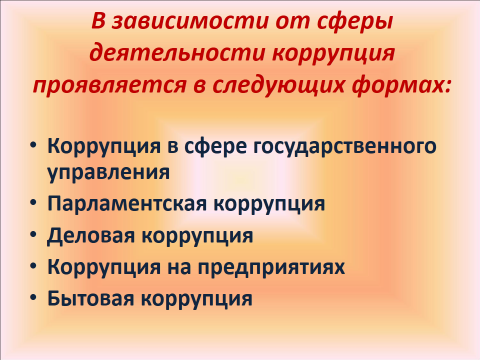 В зависимости от сферы
деятельности коррупция
проявляется в следующих формах:
• Коррупция в сфере государственного
управления
• Парламентская коррупция
• Деловая коррупция
• Коррупция на предприятиях
• Бытовая коррупция